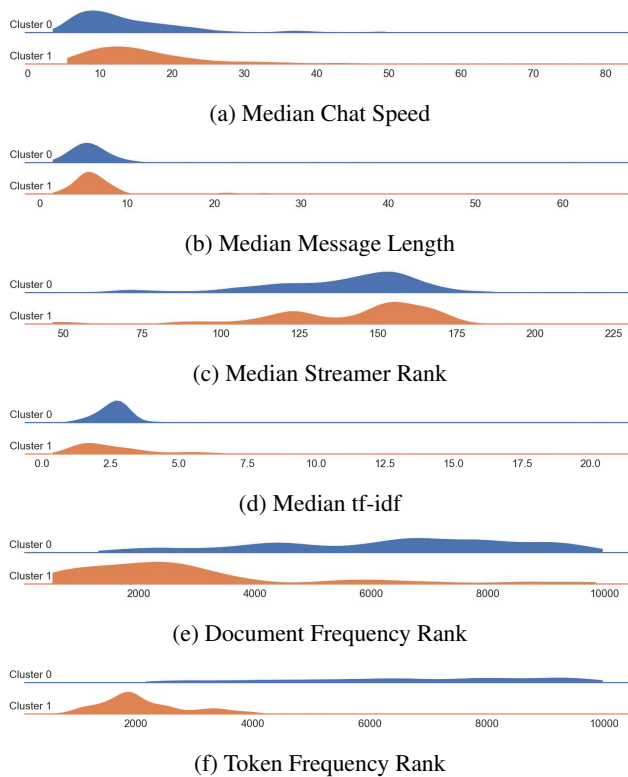 Cluster 0
Cluster 1
0 10 20 30 40 50 60 70 80
(a) Median Chat Speed
Cluster 0
Cluster 1
0 10 20 30 40 50 60
(b) Median Message Length
Cluster 0
Cluster 1
50 75 100 125 150 175 200 225
(c) Median Streamer Rank
Cluster 0
Cluster 1
0.0 2.5 5.0 7.5 10.0 12.5 15.0 17.5 20.0
(d) Median tf-idf
Cluster 0
Cluster 1
2000 4000 6000 8000 10000
(e) Document Frequency Rank
Cluster 0
Cluster 1
2000 4000 6000 8000 10000
(f) Token Frequency Rank